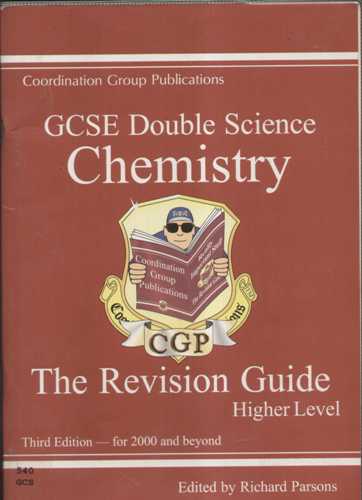 Coordination Group Publications
GCSE Double Science
Chemistry
Coordination
Group
Publications
CGP
The Revision Guide
Higher Level
Third Edition — for 2000 and beyond
540
GCS
Edited by Richard Parsons